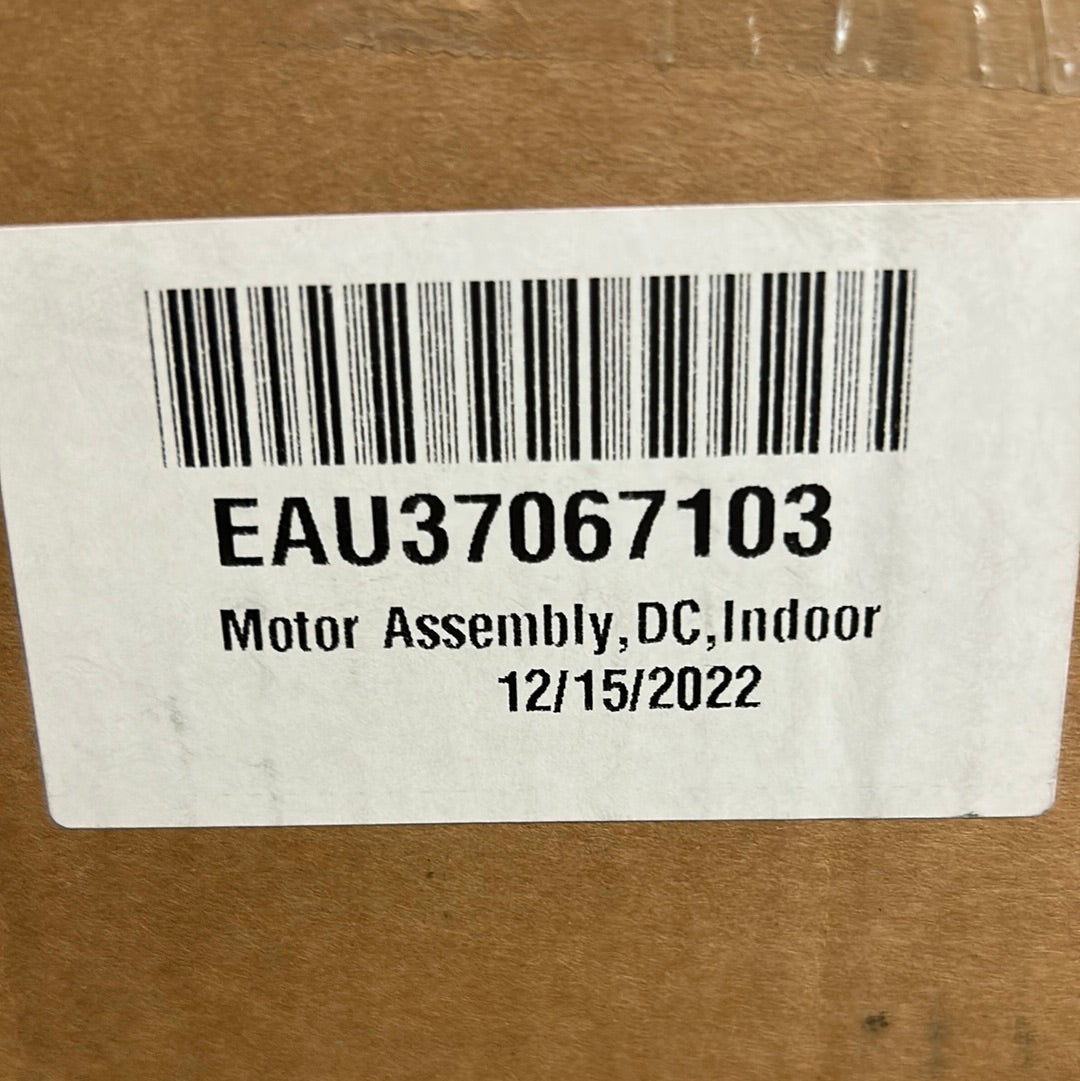 EAU37067103
Motor Assembly,DC,Indoor
12/15/2022